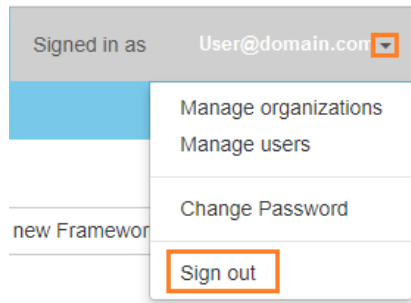 Signed in as User@domain.com
Manage organizations
Manage users
Change Password
new Framewor
Sign out